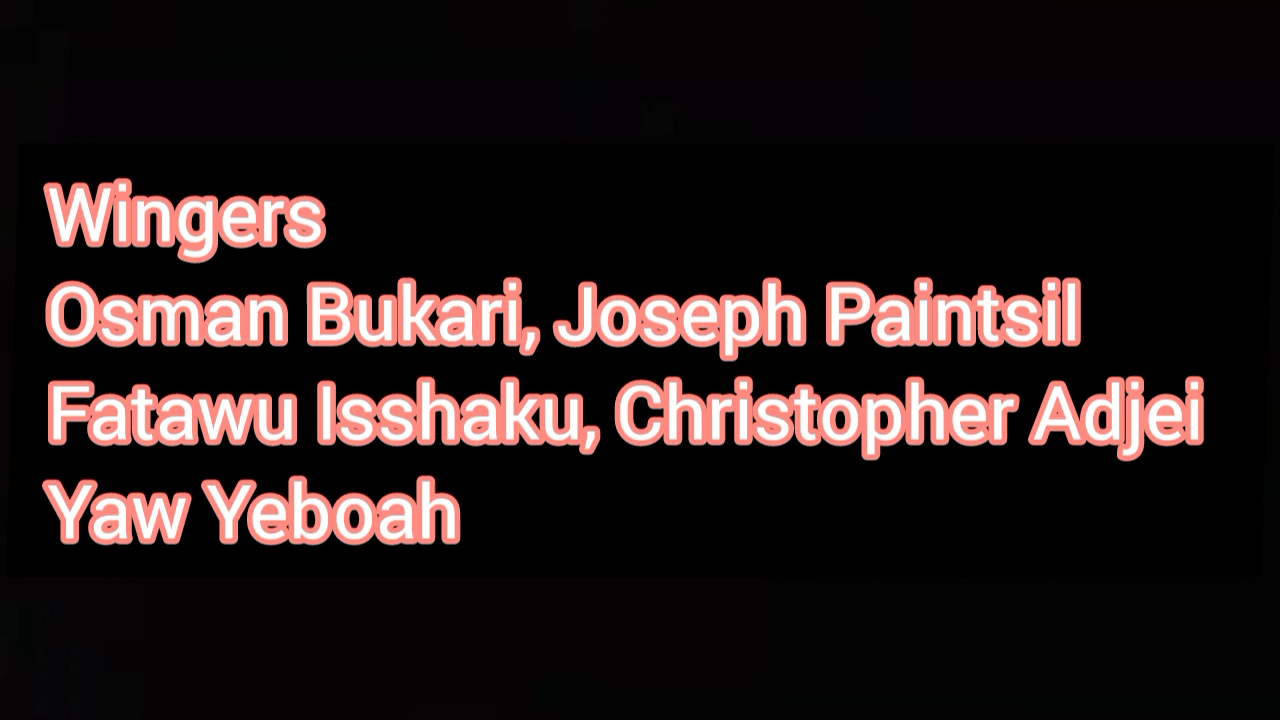 Wingers
Osman Bukari, Joseph Paintsil
Fatawu Isshaku, Christopher Adjei
Yaw Yeboah